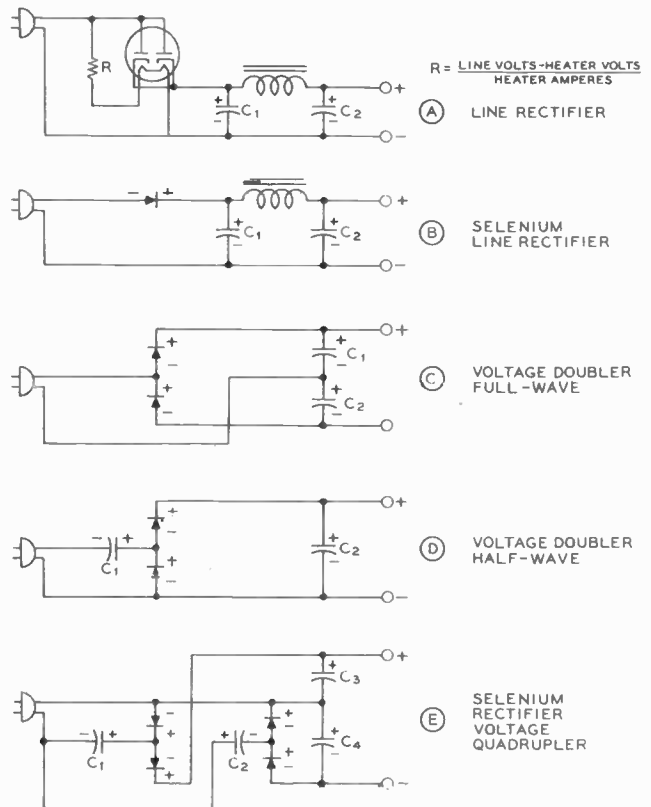 R
R = LINE VOLTS-HEATER VOLTS
HEATER AMPERES
+ C1 −
+ C2 −
+
−
A LINE RECTIFIER
− +
+ C1 −
+ C2 −
+
−
B SELENIUM
LINE RECTIFIER
+
−
+
−
+ C1 −
+ C2 −
+
C VOLTAGE DOUBLER
FULL-WAVE
− +
C1
+
−
+
−
+ C2 −
+
−
D VOLTAGE DOUBLER
HALF-WAVE
− +
C1
−
+
−
+
+ −
C2
+
−
+
−
+ C3 −
+ C4 −
+
−
E SELENIUM
RECTIFIER
VOLTAGE
QUADRUPLER